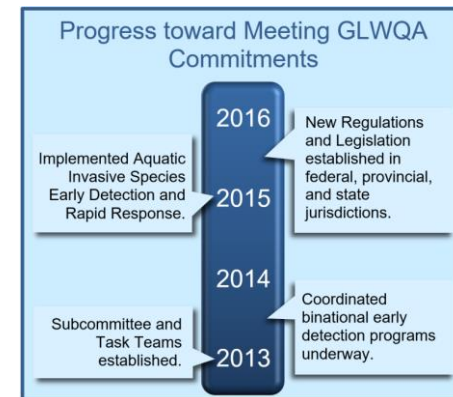 Progress toward Meeting GLWQA
Commitments
2016
New Regulations
and Legislation
established in
federal, provincial,
and state
jurisdictions.
Implemented Aquatic
Invasive Species
Early Detection and
Rapid Response.
2015
2014
Coordinated
binational early
detection programs
underway.
Subcommittee and
Task Teams
established.
2013